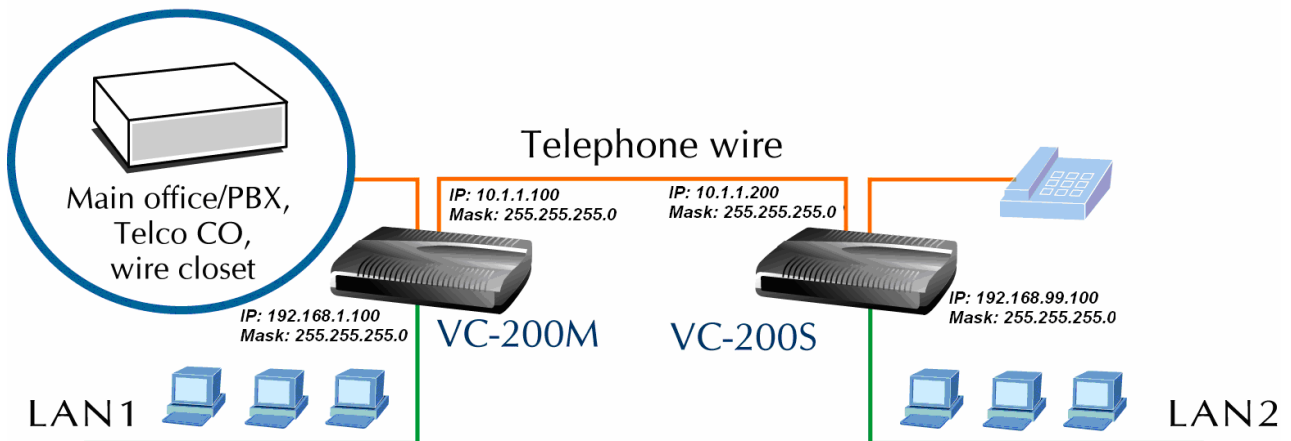 Telephone wire
Main office/PBX,
Telco CO,
wire closet
IP: 10.1.1.100
Mask: 255.255.255.0
IP: 10.1.1.200
Mask: 255.255.255.0
IP: 192.168.1.100
Mask: 255.255.255.0
VC-200M
VC-200S
IP: 192.168.99.100
Mask: 255.255.255.0
LAN1
LAN2